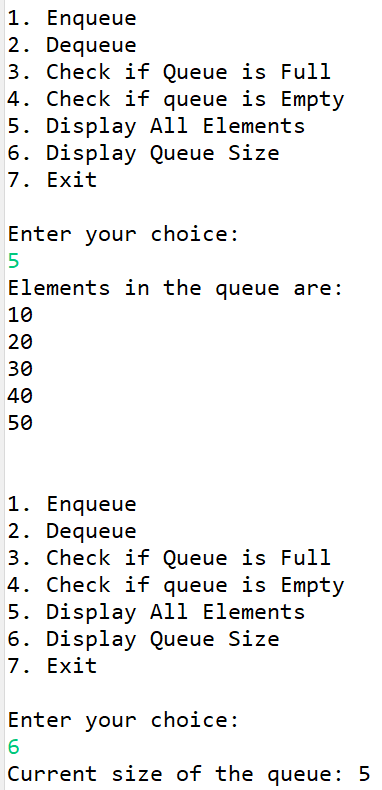 1. Enqueue
2. Dequeue
3. Check if Queue is Full
4. Check if queue is Empty
5. Display All Elements
6. Display Queue Size
7. Exit
Enter your choice:
5
Elements in the queue are:
10
20
30
40
50
1. Enqueue
2. Dequeue
3. Check if Queue is Full
4. Check if queue is Empty
5. Display All Elements
6. Display Queue Size
7. Exit
Enter your choice:
6
Current size of the queue: 5